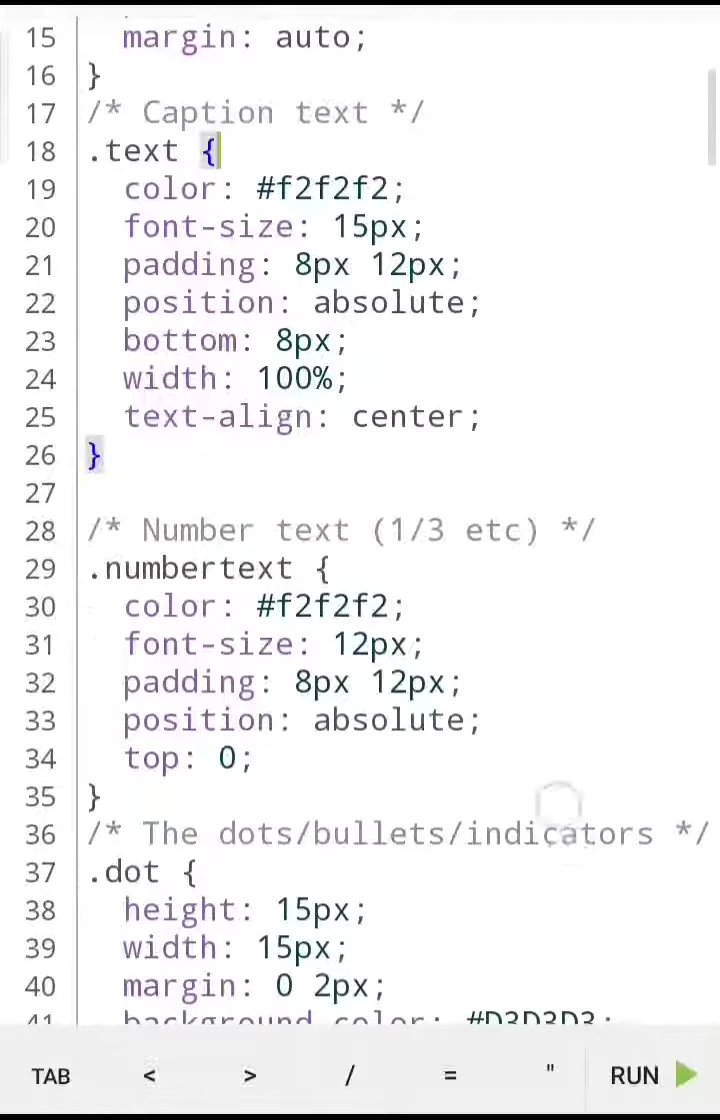 15 margin: auto;
16 }
17 /* Caption text */
18 .text {
19 color: #f2f2f2;
20 font-size: 15px;
21 padding: 8px 12px;
22 position: absolute;
23 bottom: 8px;
24 width: 100%;
25 text-align: center;
26 }
27
28 /* Number text (1/3 etc) */
29 .numbertext {
30 color: #f2f2f2;
31 font-size: 12px;
32 padding: 8px 12px;
33 position: absolute;
34 top: 0;
35 }
36 /* The dots/bullets/indicators */
37 .dot {
38 height: 15px;
39 width: 15px;
40 margin: 0 2px;
41 background color: #D3D3D3;
TAB < > / = " RUN